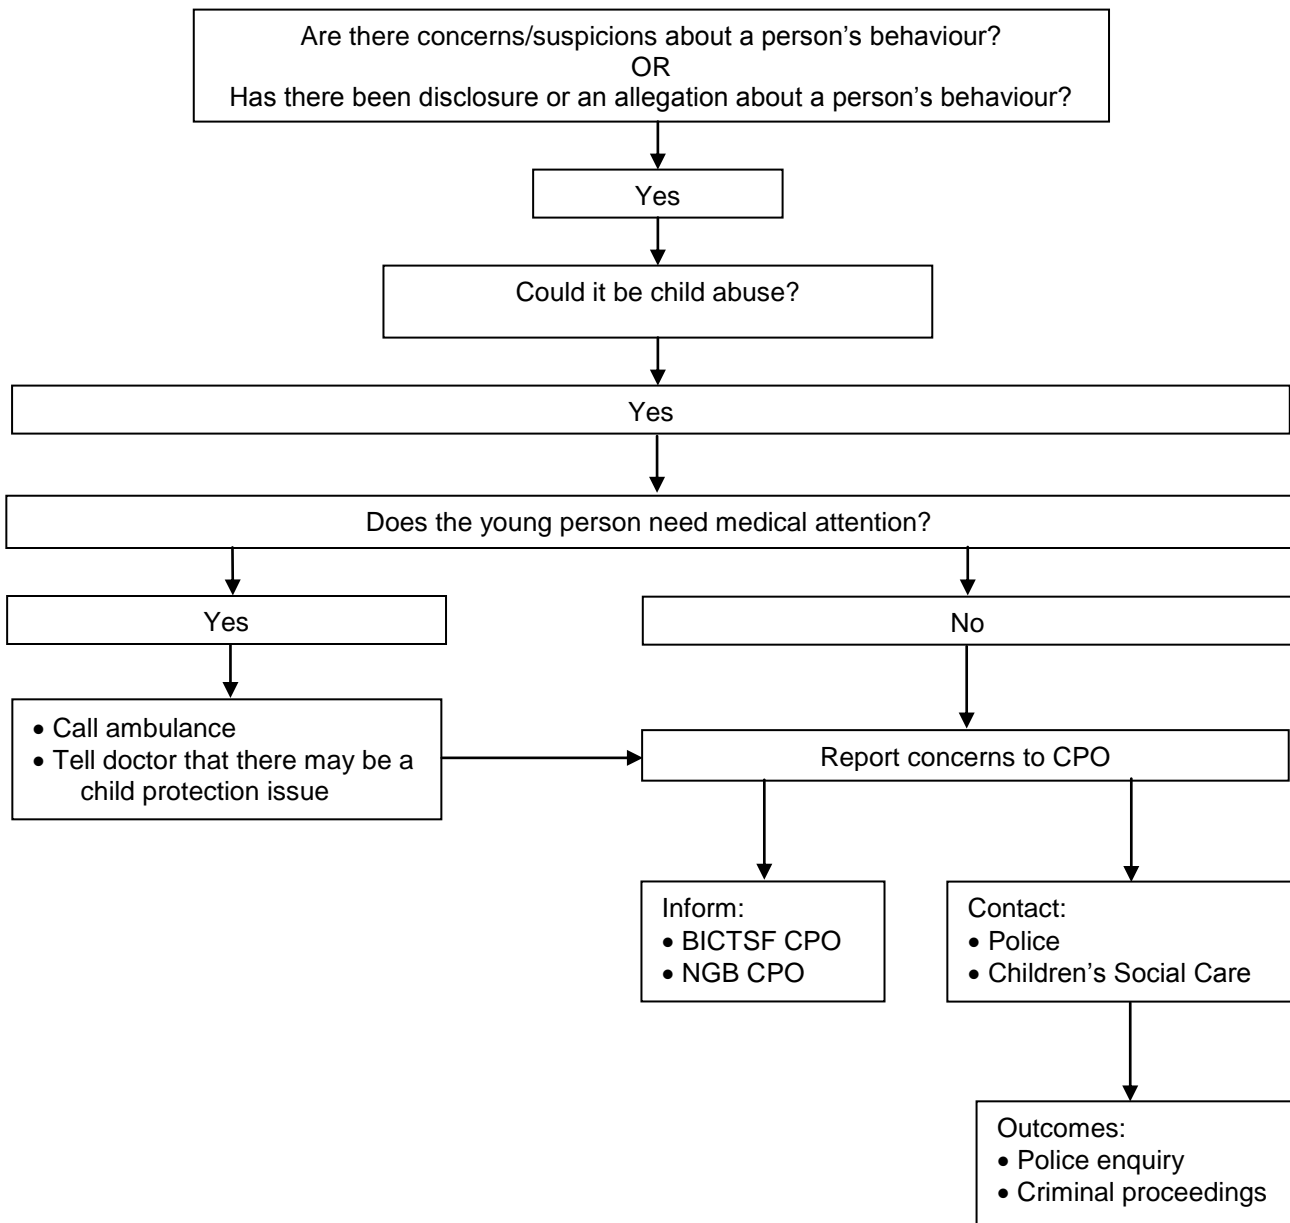 Are there concerns/suspicions about a person’s behaviour?
OR
Has there been disclosure or an allegation about a person’s behaviour?
Yes
Could it be child abuse?
Yes
Does the young person need medical attention?
Yes
No
• Call ambulance
• Tell doctor that there may be a
child protection issue
Report concerns to CPO
Inform:
• BICTSF CPO
• NGB CPO
Contact:
• Police
• Children’s Social Care
Outcomes:
• Police enquiry
• Criminal proceedings